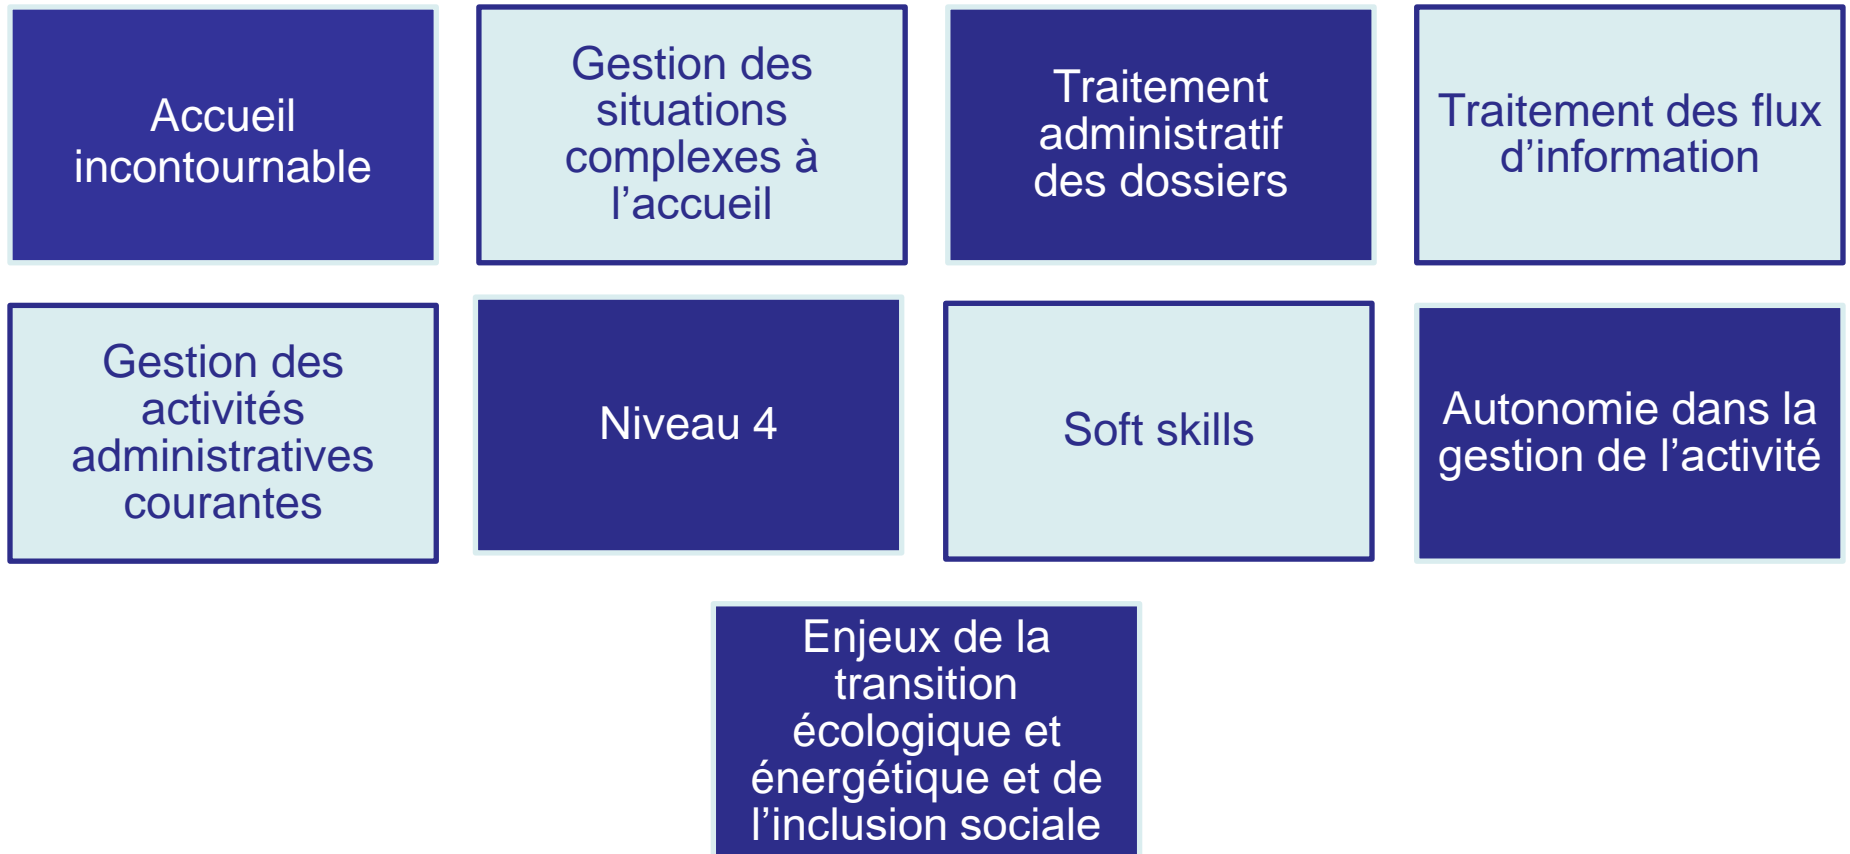 Accueil
incontournable
Gestion des
situations
complexes à
l’accueil
Traitement
administratif
des dossiers
Traitement des flux
d’information
Gestion des
activités
administratives
courantes
Niveau 4
Soft skills
Autonomie dans la
gestion de l’activité
Enjeux de la
transition
écologique et
énergétique et de
l’inclusion sociale